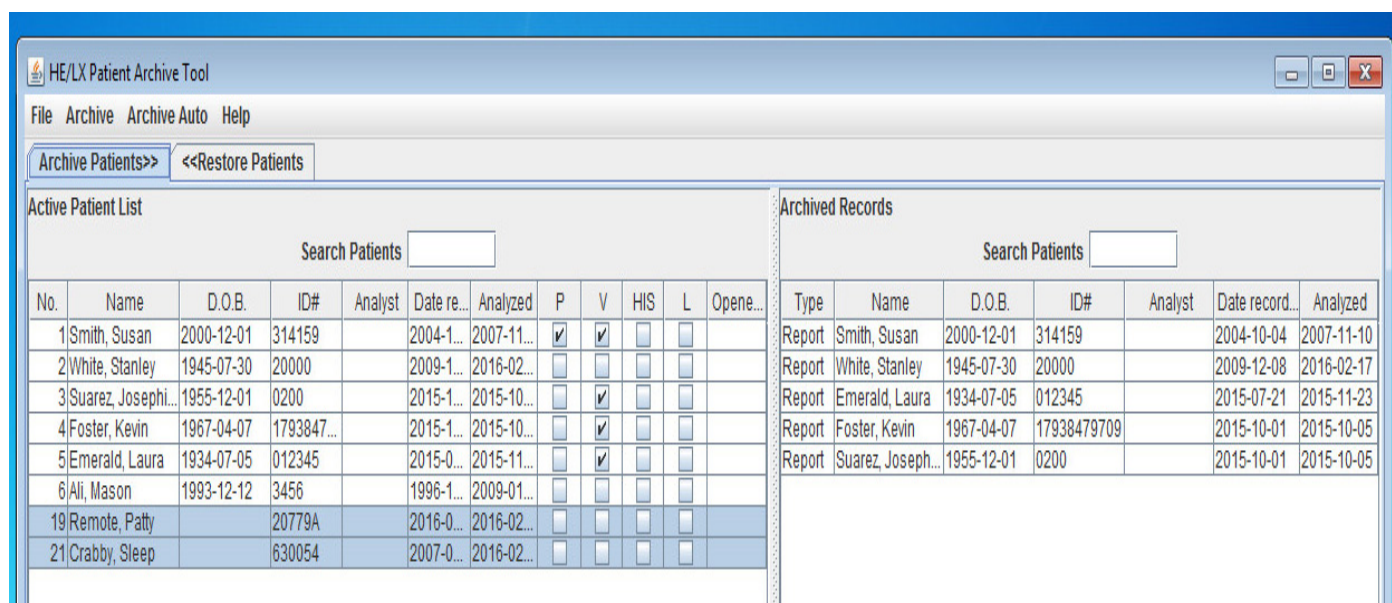 HE/LX Patient Archive Tool
File Archive Archive Auto Help
Archive Patients>> <<Restore Patients
Active Patient List
Search Patients
No. Name D.O.B. ID# Analyst Date re... Analyzed P V HIS L Opene...
1 Smith, Susan 2000-12-01 314159 2004-1... 2007-11...
2 White, Stanley 1945-07-30 20000 2009-1... 2016-02...
3 Suarez, Josephi... 1955-12-01 0200 2015-1... 2015-10...
4 Foster, Kevin 1967-04-07 1793847... 2015-1... 2015-10...
5 Emerald, Laura 1934-07-05 012345 2015-0... 2015-11...
6 Ali, Mason 1993-12-12 3456 1996-1... 2009-01...
19 Remote, Patty 20779A 2016-0... 2016-02...
21 Crabby, Sleep 630054 2007-0... 2016-02...
Archived Records
Search Patients
Type Name D.O.B. ID# Analyst Date record... Analyzed
Report Smith, Susan 2000-12-01 314159 2004-10-04 2007-11-10
Report White, Stanley 1945-07-30 20000 2009-12-08 2016-02-17
Report Emerald, Laura 1934-07-05 012345 2015-07-21 2015-11-23
Report Foster, Kevin 1967-04-07 17938479709 2015-10-01 2015-10-05
Report Suarez, Joseph... 1955-12-01 0200 2015-10-01 2015-10-05